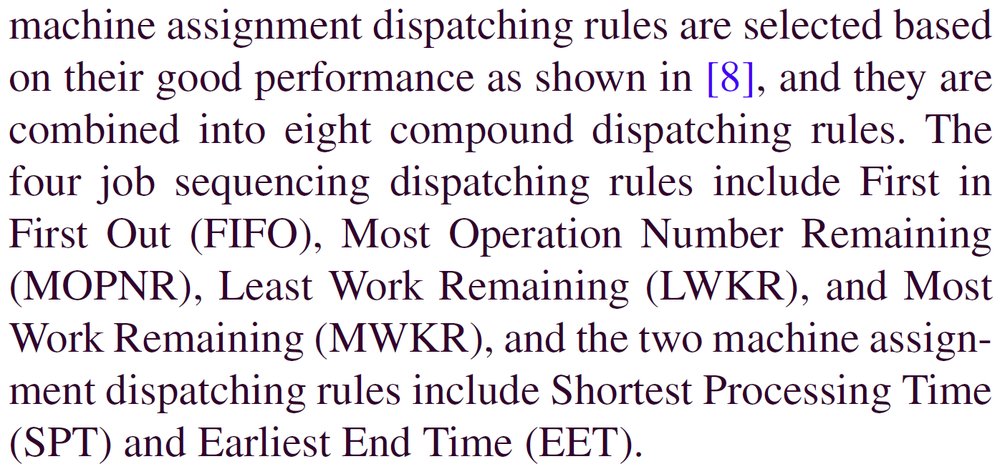 machine assignment dispatching rules are selected based
on their good performance as shown in [8], and they are
combined into eight compound dispatching rules. The
four job sequencing dispatching rules include First in
First Out (FIFO), Most Operation Number Remaining
(MOPNR), Least Work Remaining (LWKR), and Most
Work Remaining (MWKR), and the two machine assign-
ment dispatching rules include Shortest Processing Time
(SPT) and Earliest End Time (EET).